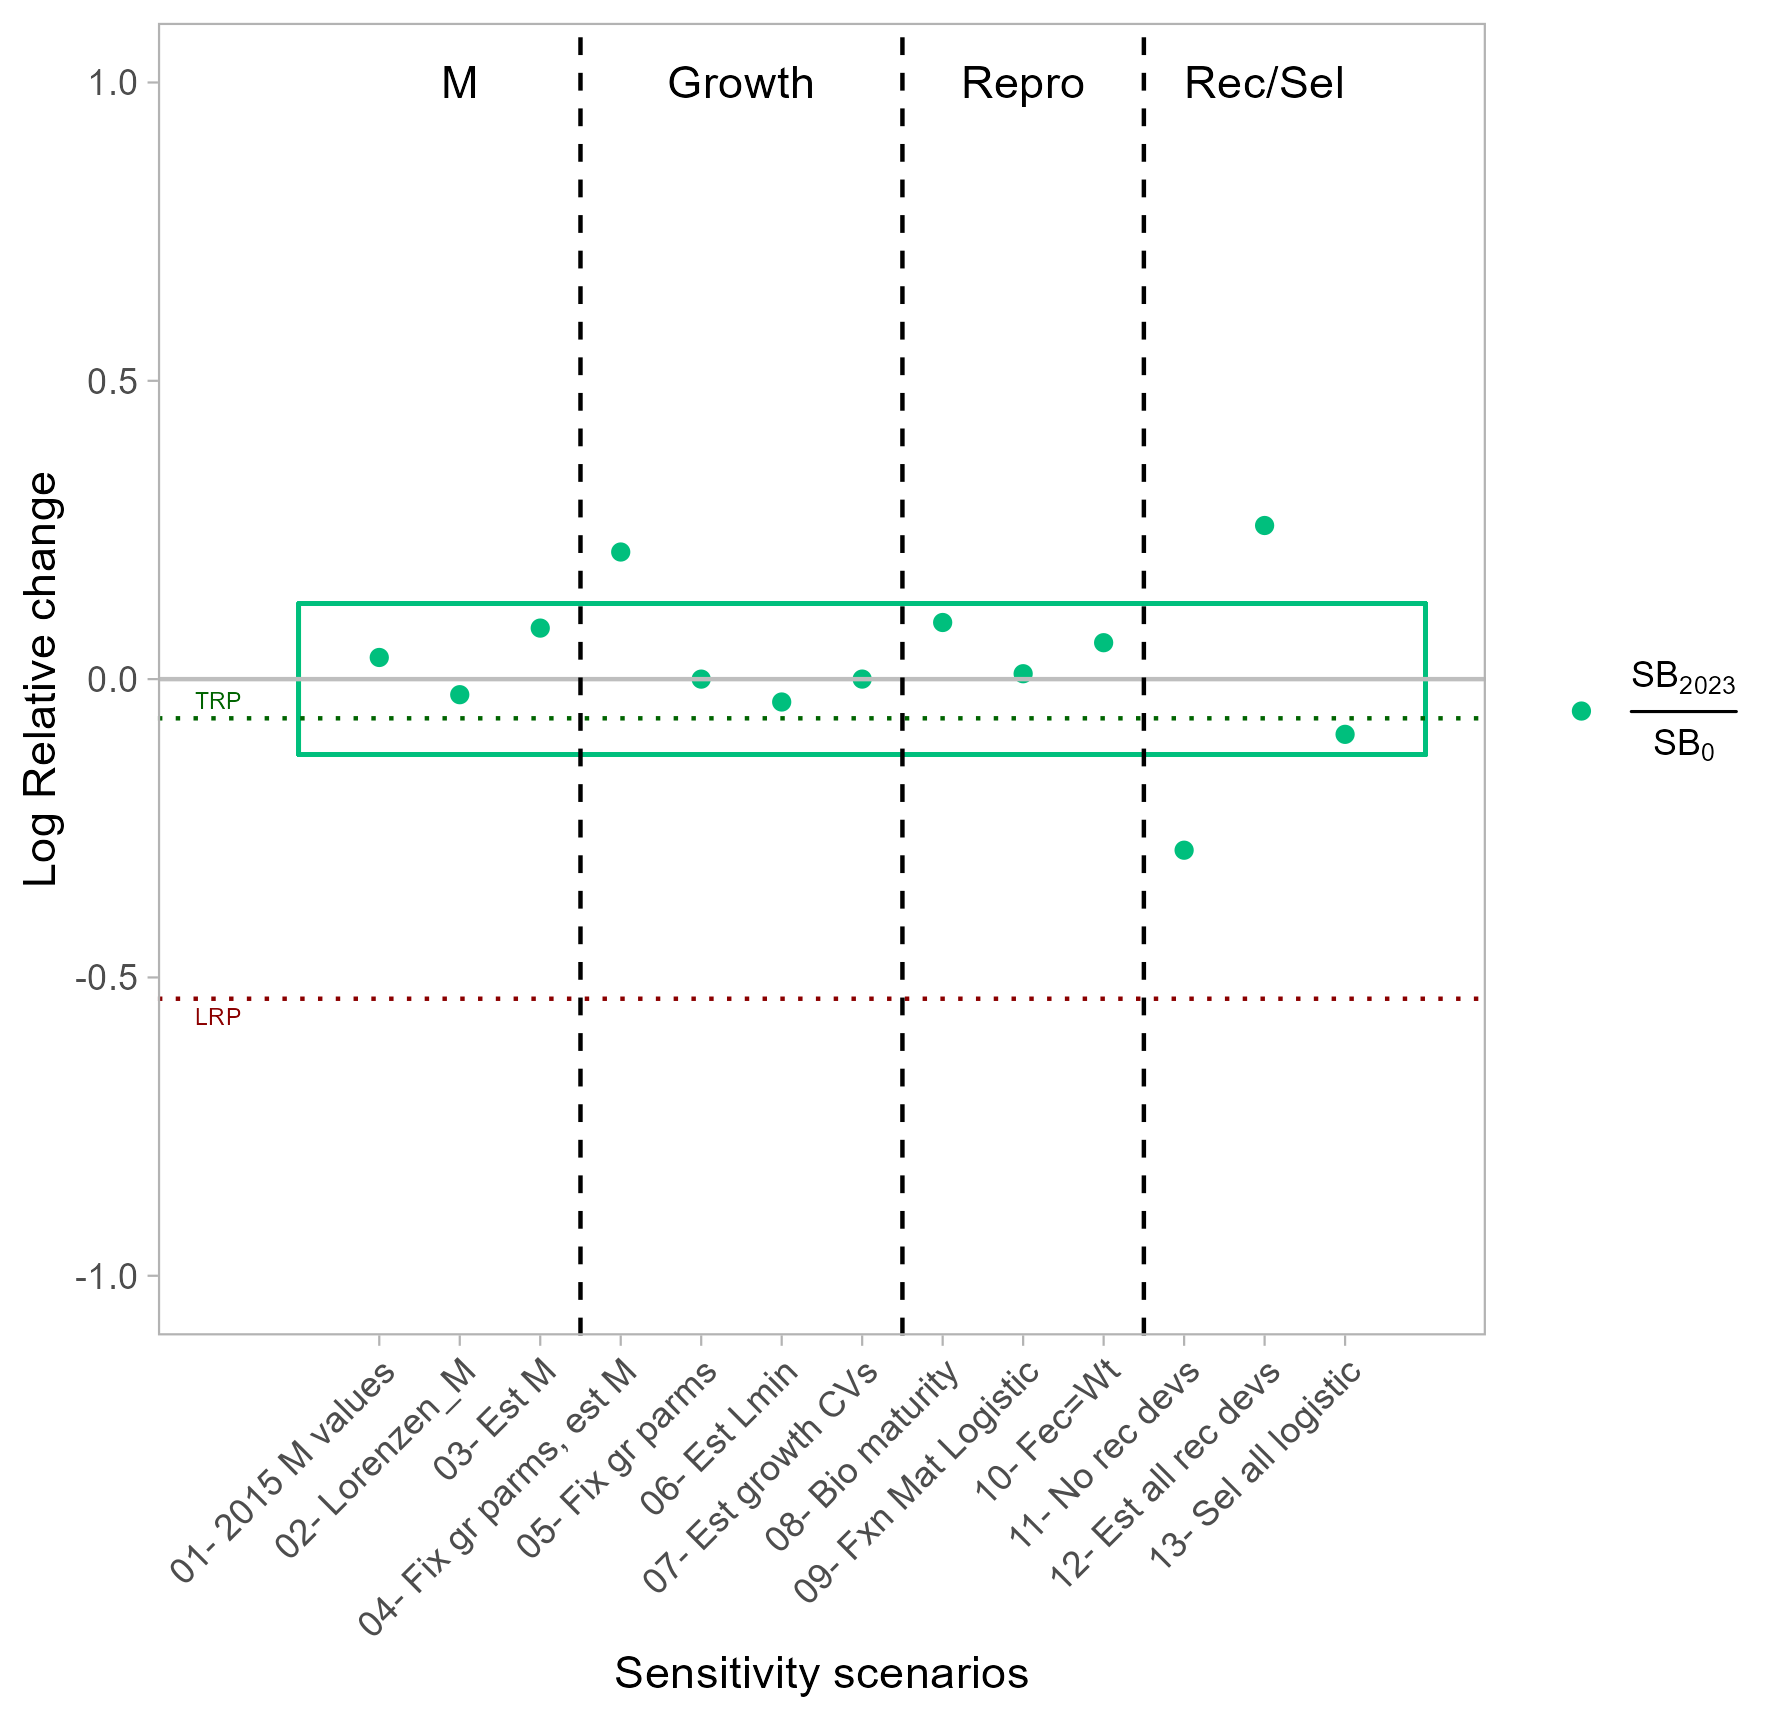 M
Growth
Repro
Rec/Sel
1.0
0.5
0.0
-0.5
-1.0
Log Relative change
TRP
LRP
SB2023
SB0
01- 2015 M values
02- Lorenzen_M
03- Est M
04- Fix gr parms, est M
05- Fix gr parms
06- Est Lmin
07- Est growth CVs
08- Bio maturity
09- Fxn Mat Logistic
10- Fec=Wt
11- No rec devs
12- Est all rec devs
13- Sel all logistic
Sensitivity scenarios